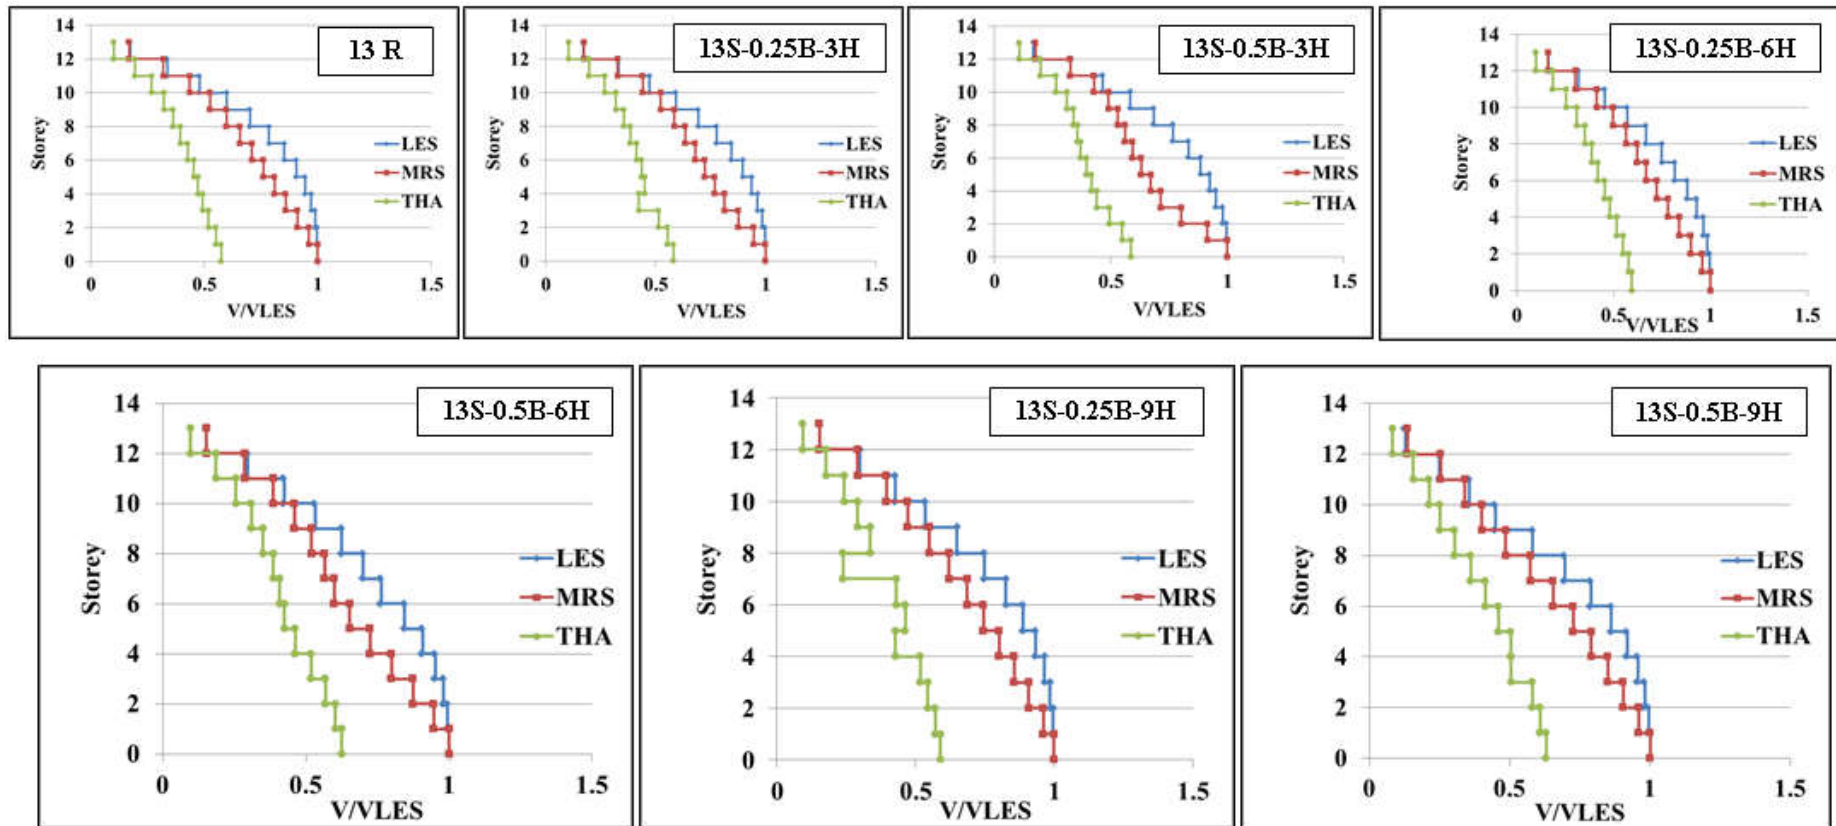 13 R
14
12
10
8
6
4
2
0
Storey
0 0.5 1 1.5
V/VLES
LES
MRS
THA
13S-0.25B-3H
14
12
10
8
6
4
2
0
Storey
0 0.5 1 1.5
V/VLES
LES
MRS
THA
13S-0.5B-3H
14
12
10
8
6
4
2
0
Storey
0 0.5 1 1.5
V/VLES
LES
MRS
THA
13S-0.25B-6H
14
12
10
8
6
4
2
0
Storey
0 0.5 1 1.5
V/VLES
LES
MRS
THA
13S-0.5B-6H
14
12
10
8
6
4
2
0
Storey
0 0.5 1 1.5
V/VLES
LES
MRS
THA
13S-0.25B-9H
14
12
10
8
6
4
2
0
Storey
0 0.5 1 1.5
V/VLES
LES
MRS
THA
13S-0.5B-9H
14
12
10
8
6
4
2
0
Storey
0 0.5 1 1.5
V/VLES
LES
MRS
THA